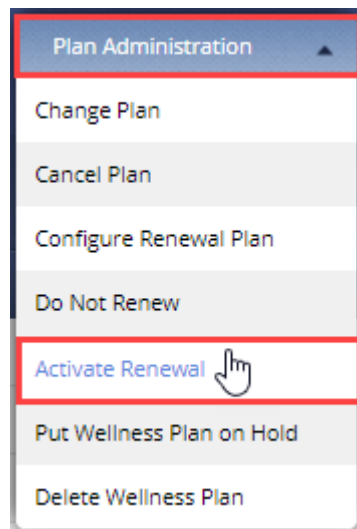 Plan Administration
Change Plan
Cancel Plan
Configure Renewal Plan
Do Not Renew
Activate Renewal
Put Wellness Plan on Hold
Delete Wellness Plan